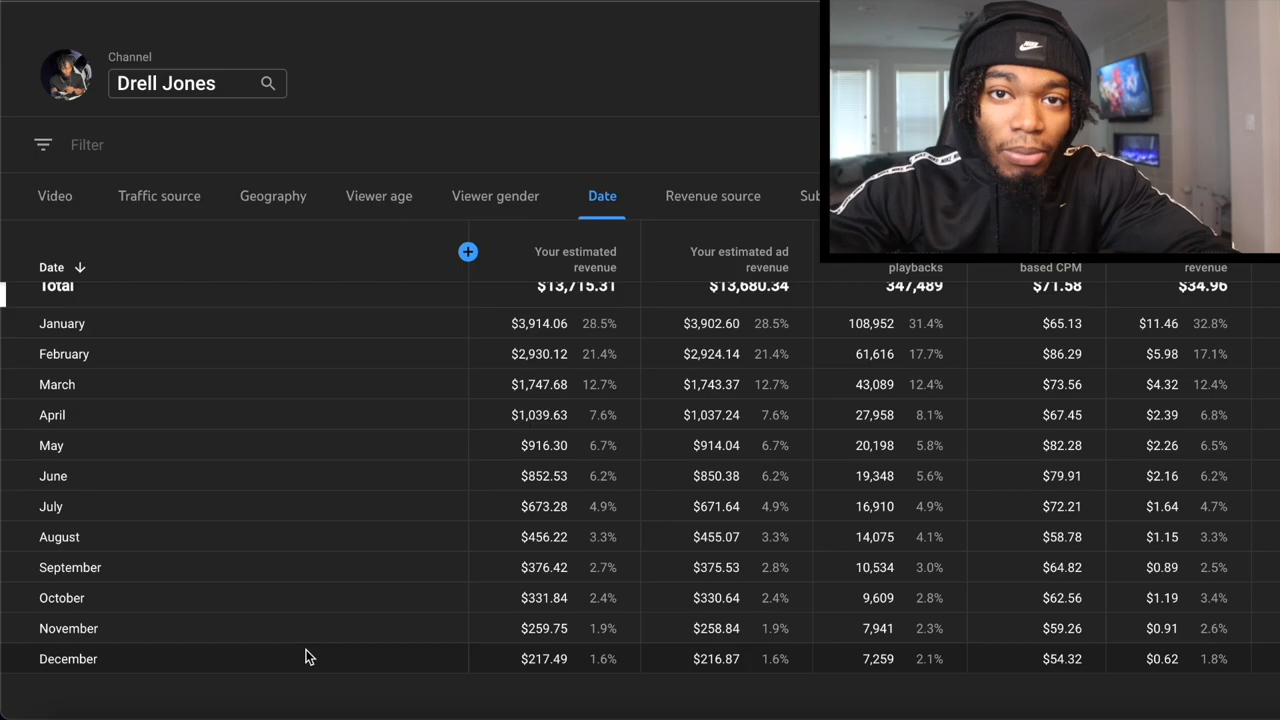 Channel
Drell Jones
Filter
Video Traffic source Geography Viewer age Viewer gender Date Revenue source Sub
Date Your estimated revenue Your estimated ad revenue playbacks based CPM revenue
Total $13,715.31 $13,680.34 347,489 $71.58 $34.96
January $3,914.06 28.5% $3,902.60 28.5% 108,952 31.4% $65.13 $11.46 32.8%
February $2,930.12 21.4% $2,924.14 21.4% 61,616 17.7% $86.29 $5.98 17.1%
March $1,747.68 12.7% $1,743.37 12.7% 43,089 12.4% $73.56 $4.32 12.4%
April $1,039.63 7.6% $1,037.24 7.6% 27,958 8.1% $67.45 $2.39 6.8%
May $916.30 6.7% $914.04 6.7% 20,198 5.8% $82.28 $2.26 6.5%
June $852.53 6.2% $850.38 6.2% 19,348 5.6% $79.91 $2.16 6.2%
July $673.28 4.9% $671.64 4.9% 16,910 4.9% $72.21 $1.64 4.7%
August $456.22 3.3% $455.07 3.3% 14,075 4.1% $58.78 $1.15 3.3%
September $376.42 2.7% $375.53 2.8% 10,534 3.0% $64.82 $0.89 2.5%
October $331.84 2.4% $330.64 2.4% 9,609 2.8% $62.56 $1.19 3.4%
November $259.75 1.9% $258.84 1.9% 7,941 2.3% $59.26 $0.91 2.6%
December $217.49 1.6% $216.87 1.6% 7,259 2.1% $54.32 $0.62 1.8%